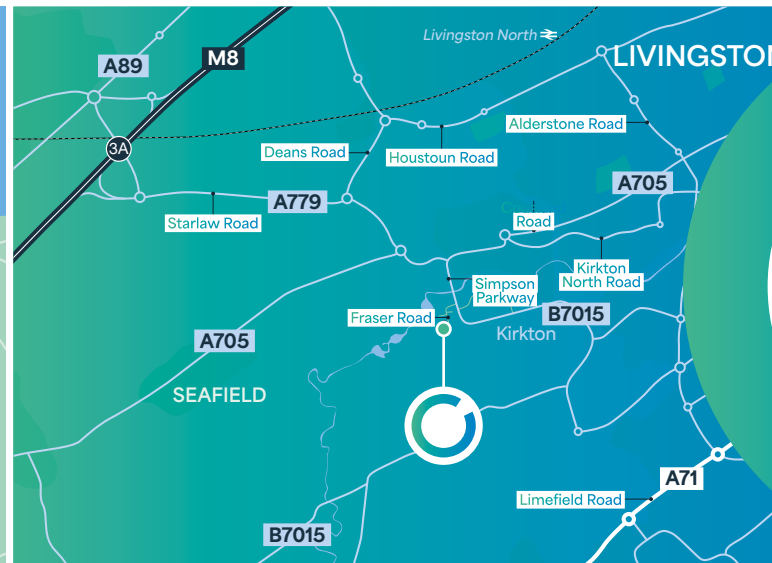 Livingston North
LIVINGSTON
A89
M8
3A
Alderstone Road
Deans Road
Houstoun Road
A705
A779
Starlaw Road
Road
Kirkton
North Road
Simpson
Parkway
Fraser Road
B7015
Kirkton
A705
SEAFIELD
A71
Limefield Road
B7015